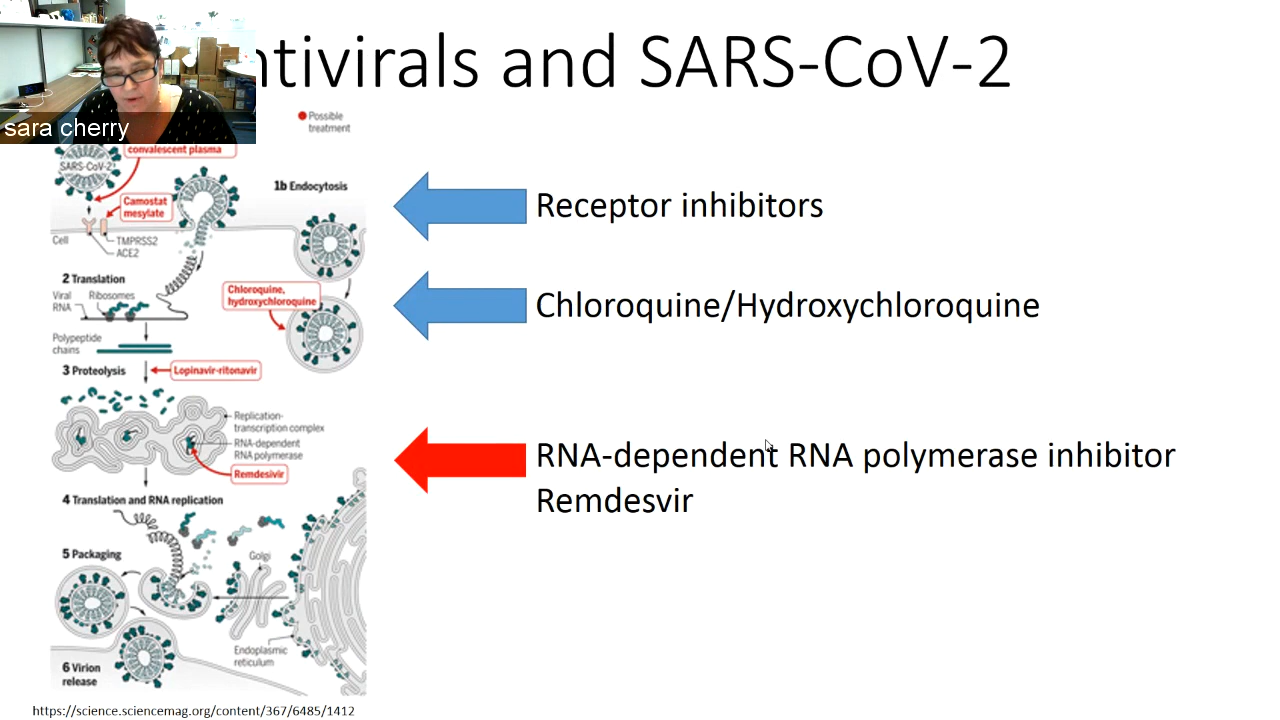 ntivirals and SARS-CoV-2
sara cherry
Possible
treatment
convalescent plasma
SARS-CoV-2
1b Endocytosis
Camostat
mesylate
Cell
TMPRSS2
ACE2
2 Translation
Viral
RNA
Ribosomes
Chloroquine,
hydroxychloroquine
Polypeptide
chains
3 Proteolysis
Lopinavir-ritonavir
Replication-
transcription complex
RNA-dependent
RNA polymerase
Remdesivir
4 Translation and RNA replication
5 Packaging
Golgi
Endoplasmic
reticulum
6 Virion
release
Receptor inhibitors
Chloroquine/Hydroxychloroquine
RNA-dependent RNA polymerase inhibitor
Remdesvir
https://science.sciencemag.org/content/367/6485/1412